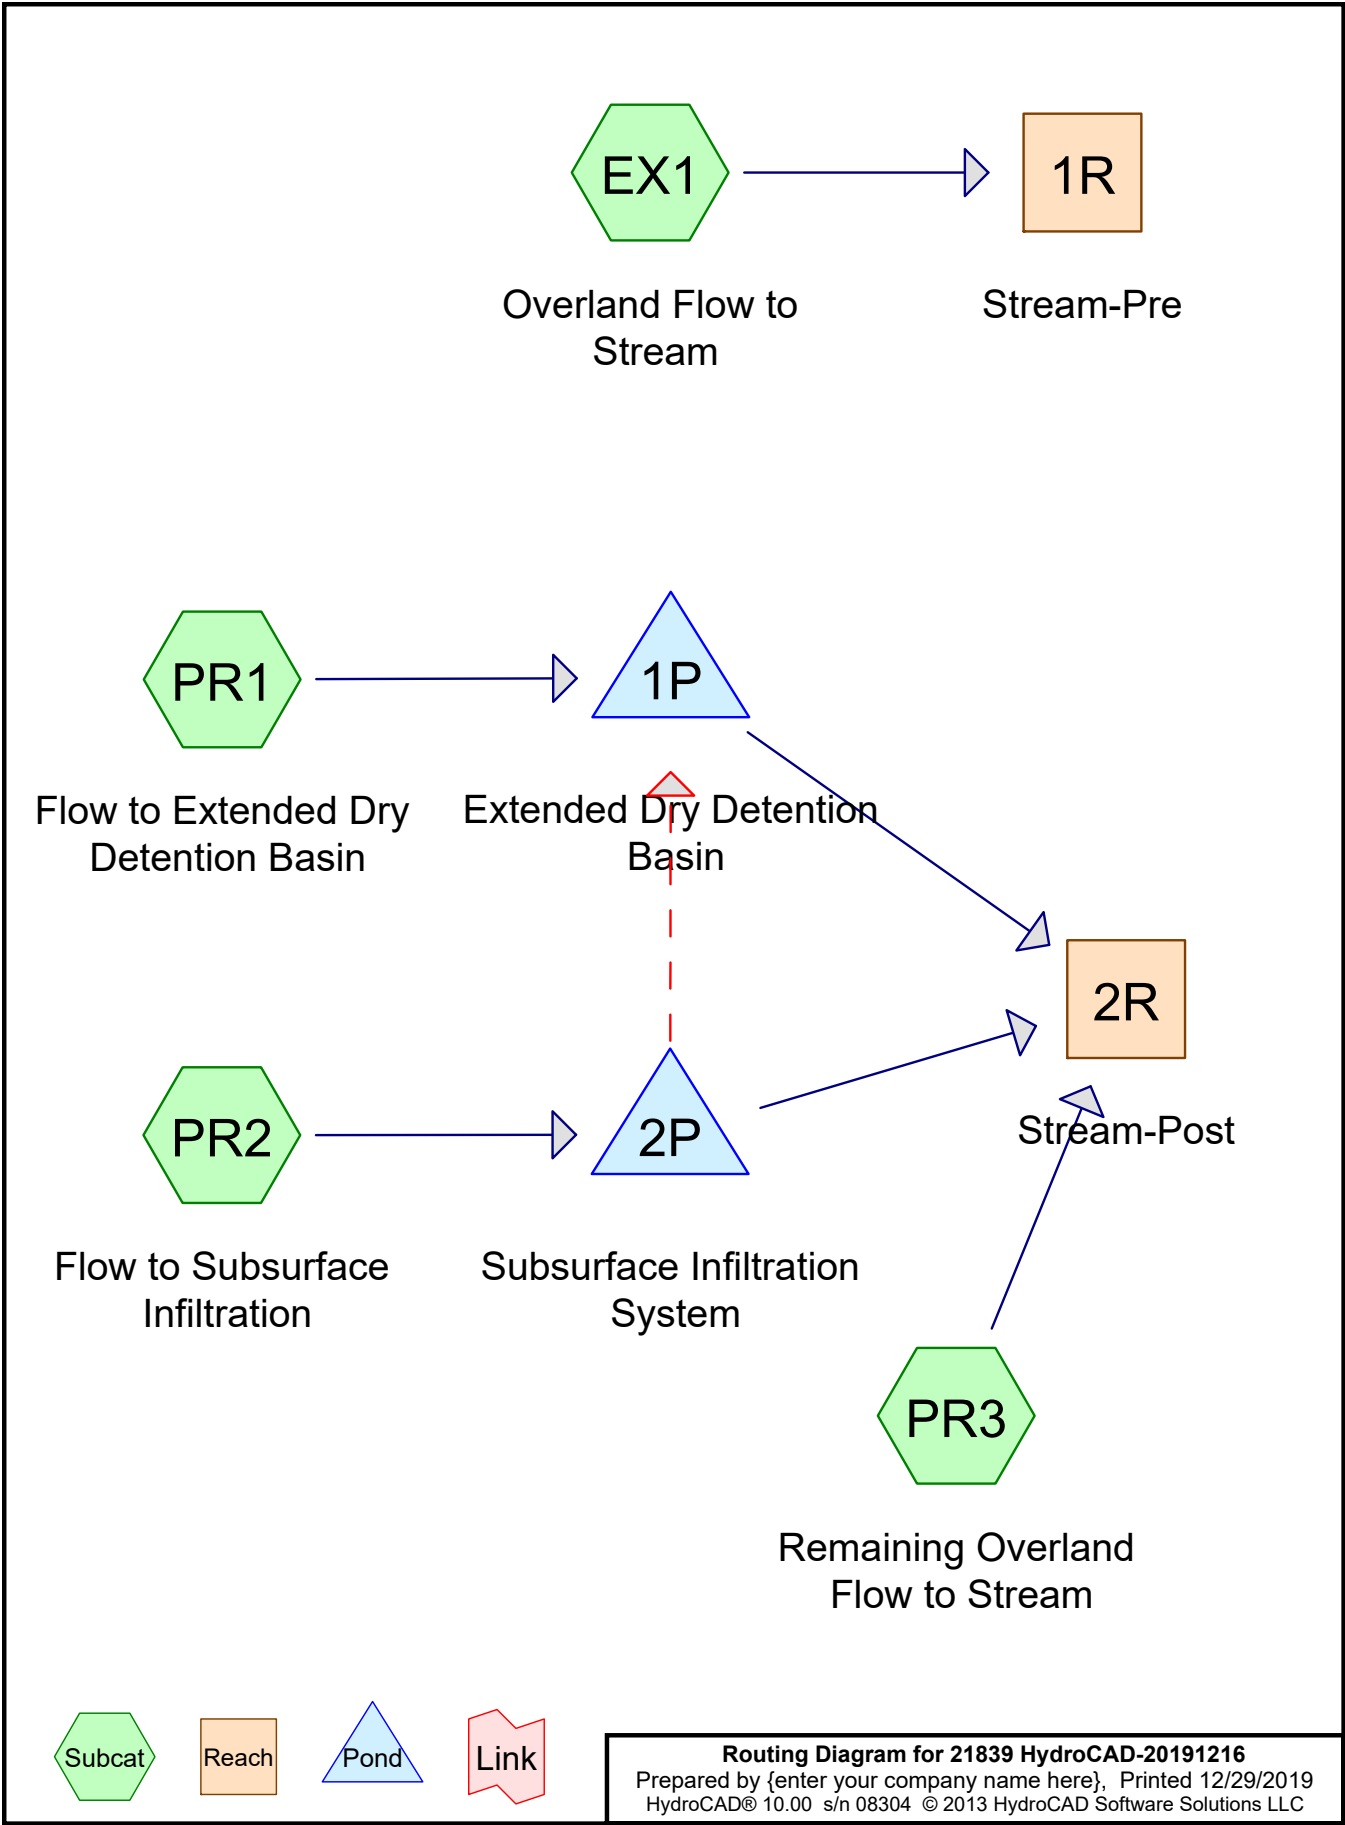 EX1
1R
Overland Flow to
Stream
Stream-Pre
PR1
1P
Flow to Extended Dry
Detention Basin
Extended Dry Detention
Basin
2R
Stream-Post
PR2
2P
Flow to Subsurface
Infiltration
Subsurface Infiltration
System
PR3
Remaining Overland
Flow to Stream
Subcat
Reach
Pond
Link
Routing Diagram for 21839 HydroCAD-20191216
Prepared by {enter your company name here}, Printed 12/29/2019
HydroCAD® 10.00 s/n 08304 © 2013 HydroCAD Software Solutions LLC